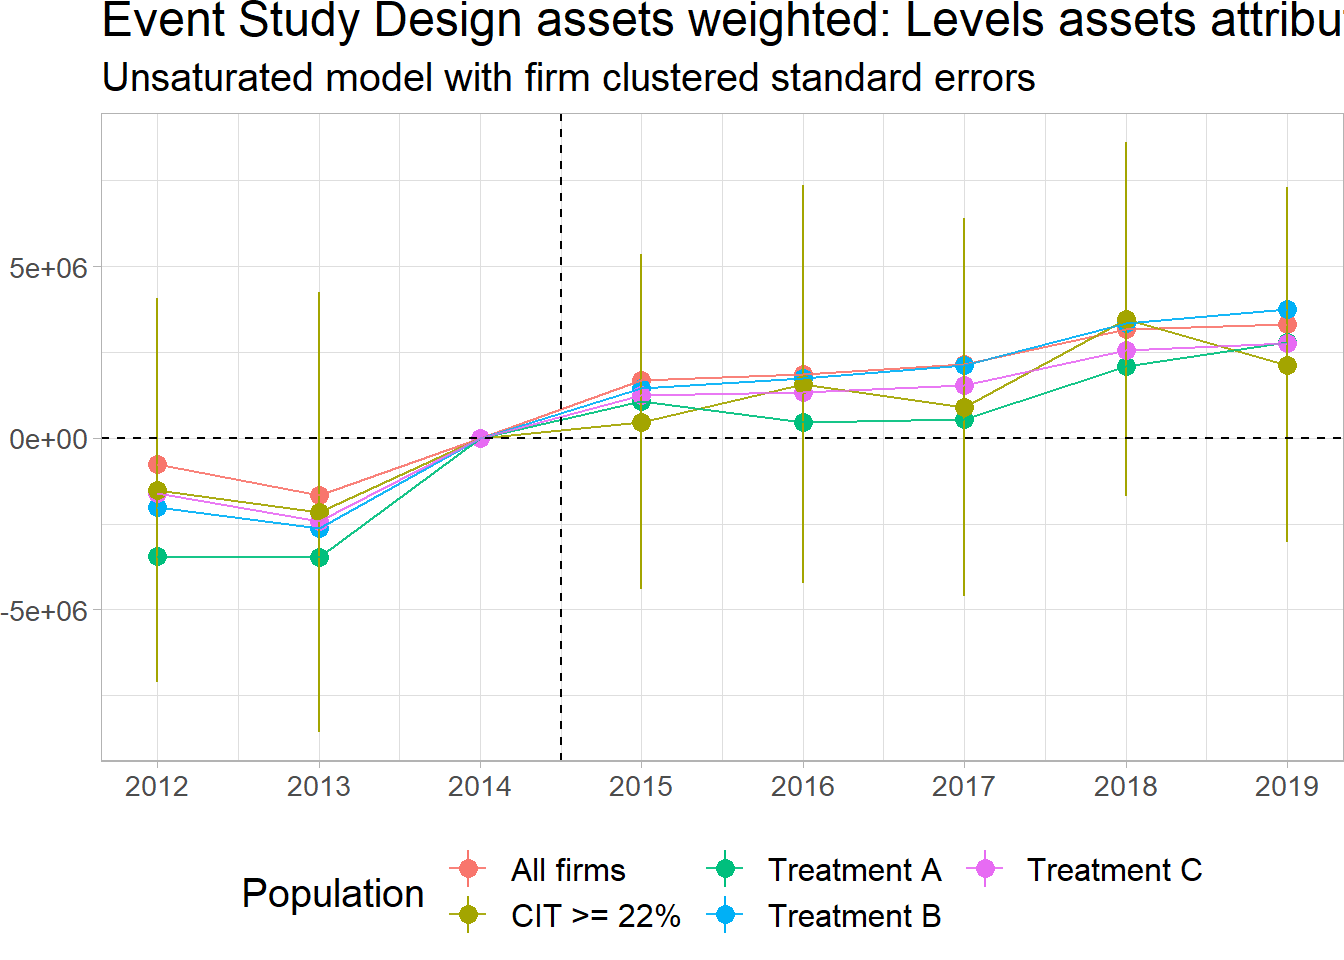 Event Study Design assets weighted: Levels assets attribu
Unsaturated model with firm clustered standard errors
5e+06
0e+00
-5e+06
2012 2013 2014 2015 2016 2017 2018 2019
Population
All firms
CIT >= 22%
Treatment A
Treatment B
Treatment C